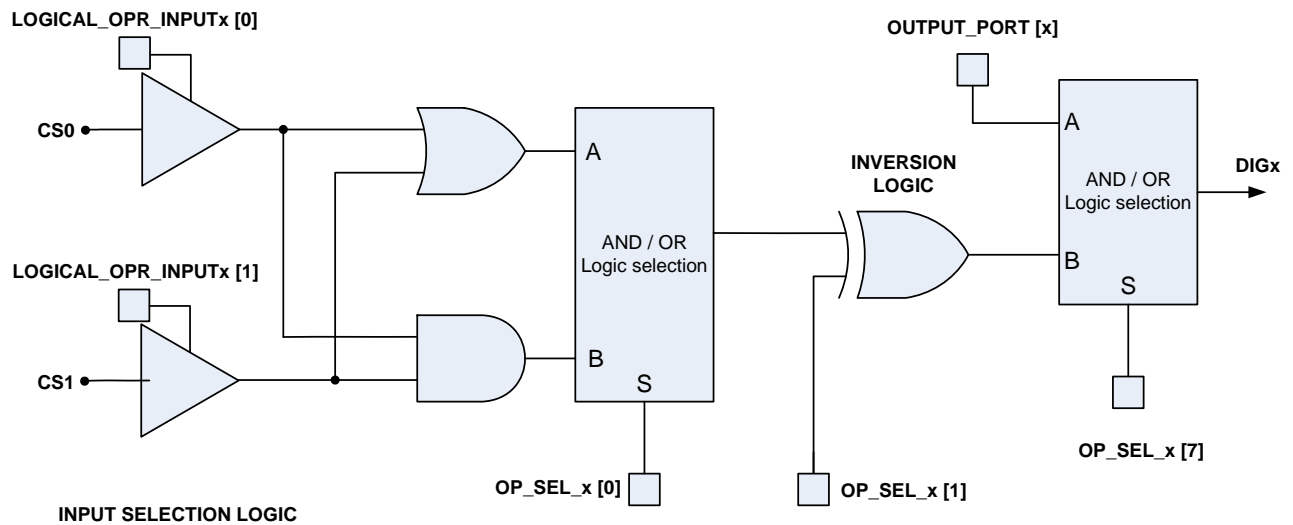 LOGICAL_OPR_INPUTx [0]
CS0
LOGICAL_OPR_INPUTx [1]
CS1
INPUT SELECTION LOGIC
A
AND / OR
Logic selection
B
S
OP_SEL_x [0]
INVERSION
LOGIC
OP_SEL_x [1]
OUTPUT_PORT [x]
A
AND / OR
Logic selection
B
S
DIGx
OP_SEL_x [7]